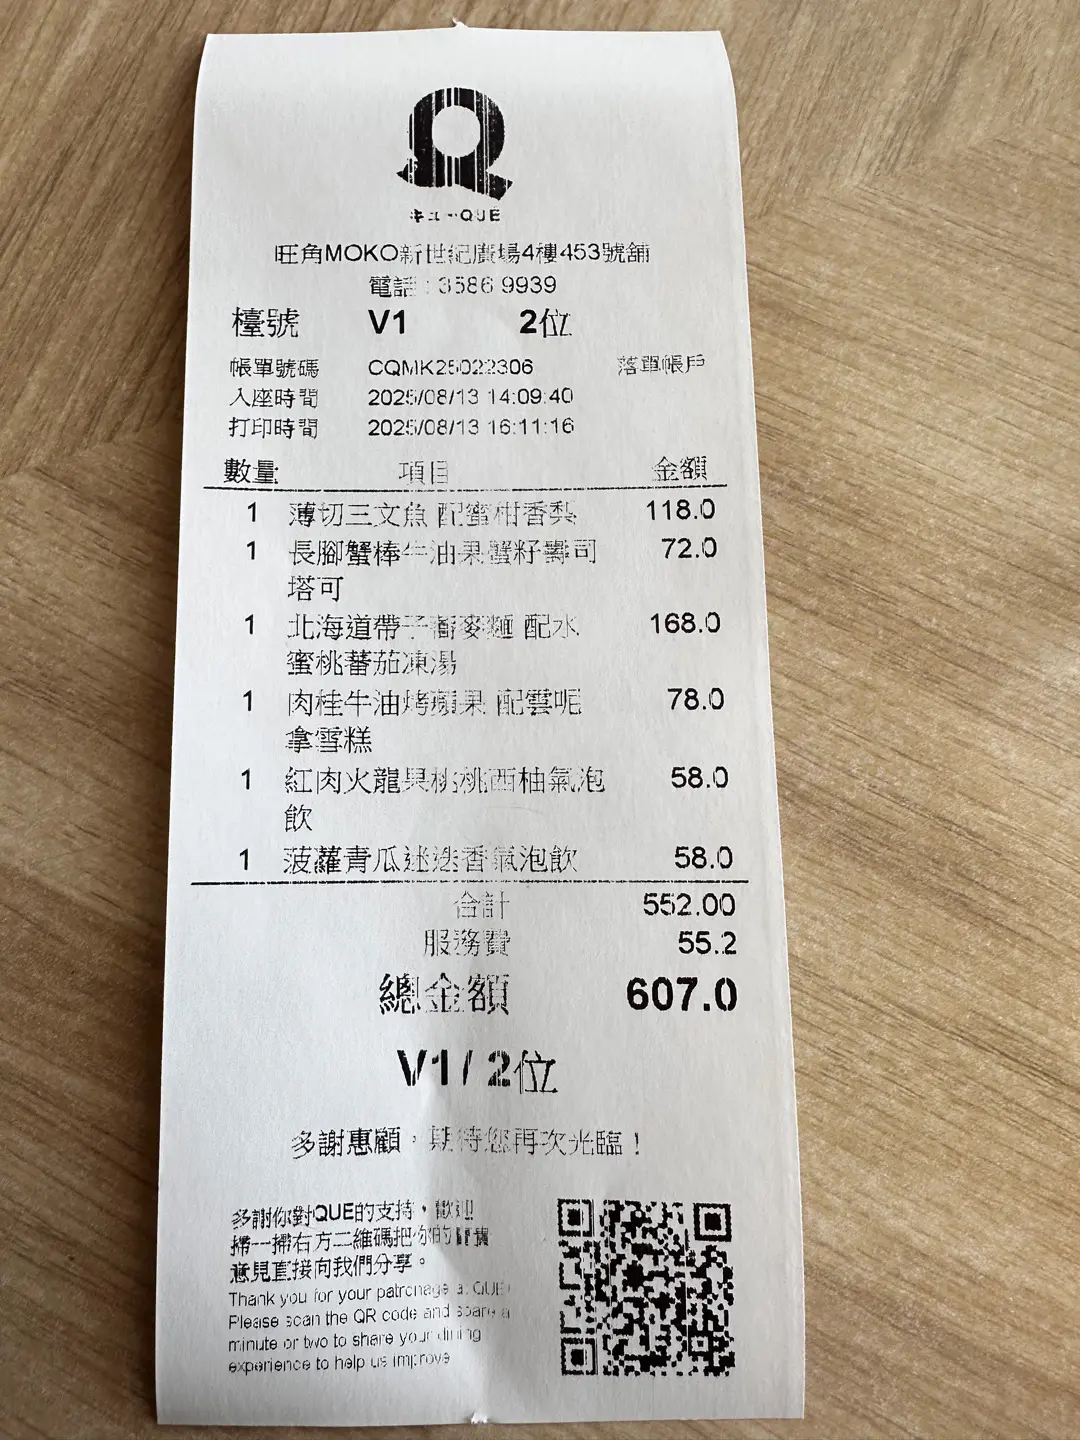 キュー QUE
旺角MOKO新世紀廣場4樓453號舖
電話：3586 9939
檯號 V1 2位
帳單號碼 CQMK25022306 落單帳戶
入座時間 2025/08/13 14:09:40
打印時間 2025/08/13 16:11:16
數量 項目 金額
1 薄切三文魚 配蜜柑香梨 118.0
1 長腳蟹棒牛油果蟹籽壽司 72.0
塔可
1 北海道帶子蕎麥麵 配水 168.0
蜜桃蕃茄凍湯
1 肉桂牛油烤蘋果 配雲呢 78.0
拿雪糕
1 紅肉火龍果桃桃西柚氣泡 58.0
飲
1 菠蘿青瓜迷迭香氣泡飲 58.0
合計 552.00
服務費 55.2
總金額 607.0
V1 / 2位
多謝惠顧，期待您再次光臨！
多謝你對QUE的支持，歡迎
掃一掃右方二維碼把你的寶貴
意見直接向我們分享。
Thank you for your patronage at QUE!
Please scan the QR code and spare a
minute or two to share your dining
experience to help us improve